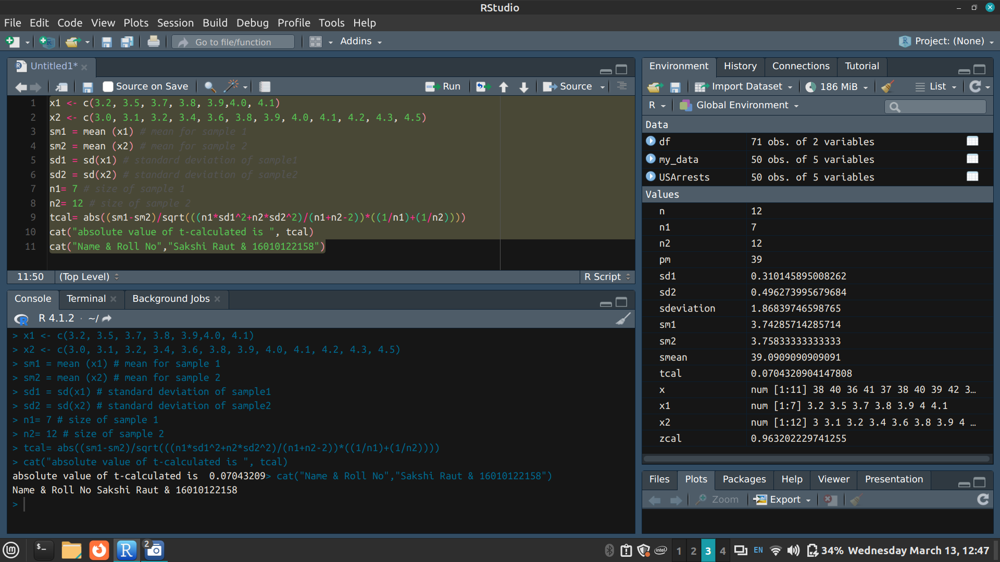 RStudio
File Edit Code View Plots Session Build Debug Profile Tools Help
Go to file/function Addins Project: (None)
Untitled1*
Source on Save Run Source
1 x1 <- c(3.2, 3.5, 3.7, 3.8, 3.9,4.0, 4.1)
2 x2 <- c(3.0, 3.1, 3.2, 3.4, 3.6, 3.8, 3.9, 4.0, 4.1, 4.2, 4.3, 4.5)
3 sm1 = mean (x1) # mean for sample 1
4 sm2 = mean (x2) # mean for sample 2
5 sd1 = sd(x1) # standard deviation of sample1
6 sd2 = sd(x2) # standard deviation of sample2
7 n1= 7 # size of sample 1
8 n2= 12 # size of sample 2
9 tcal= abs((sm1-sm2)/sqrt(((n1*sd1^2+n2*sd2^2)/(n1+n2-2))*((1/n1)+(1/n2))))
10 cat("absolute value of t-calculated is ", tcal)
11 cat("Name & Roll No","Sakshi Raut & 16010122158")
11:50 (Top Level) R Script
Console Terminal Background Jobs
R 4.1.2 · ~/
> x1 <- c(3.2, 3.5, 3.7, 3.8, 3.9,4.0, 4.1)
> x2 <- c(3.0, 3.1, 3.2, 3.4, 3.6, 3.8, 3.9, 4.0, 4.1, 4.2, 4.3, 4.5)
> sm1 = mean (x1) # mean for sample 1
> sm2 = mean (x2) # mean for sample 2
> sd1 = sd(x1) # standard deviation of sample1
> sd2 = sd(x2) # standard deviation of sample2
> n1= 7 # size of sample 1
> n2= 12 # size of sample 2
> tcal= abs((sm1-sm2)/sqrt(((n1*sd1^2+n2*sd2^2)/(n1+n2-2))*((1/n1)+(1/n2))))
> cat("absolute value of t-calculated is ", tcal)
absolute value of t-calculated is  0.07043209> cat("Name & Roll No","Sakshi Raut & 16010122158")
Name & Roll No Sakshi Raut & 16010122158
>
Environment History Connections Tutorial
Import Dataset 186 MiB List
R Global Environment
Data
df 71 obs. of 2 variables
my_data 50 obs. of 5 variables
USArrests 50 obs. of 5 variables
Values
n 12
n1 7
n2 12
pm 39
sd1 0.310145895008262
sd2 0.496273995679684
sdeviation 1.86839746598765
sm1 3.74285714285714
sm2 3.75833333333333
smean 39.0909090909091
tcal 0.0704320904147808
x num [1:11] 38 40 36 41 37 38 40 39 42 3…
x1 num [1:7] 3.2 3.5 3.7 3.8 3.9 4 4.1
x2 num [1:12] 3 3.1 3.2 3.4 3.6 3.8 3.9 4 …
zcal 0.963202229741255
Files Plots Packages Help Viewer Presentation
Zoom Export
$_ R 2 intel 1 2 3 4 EN 34% Wednesday March 13, 12:47